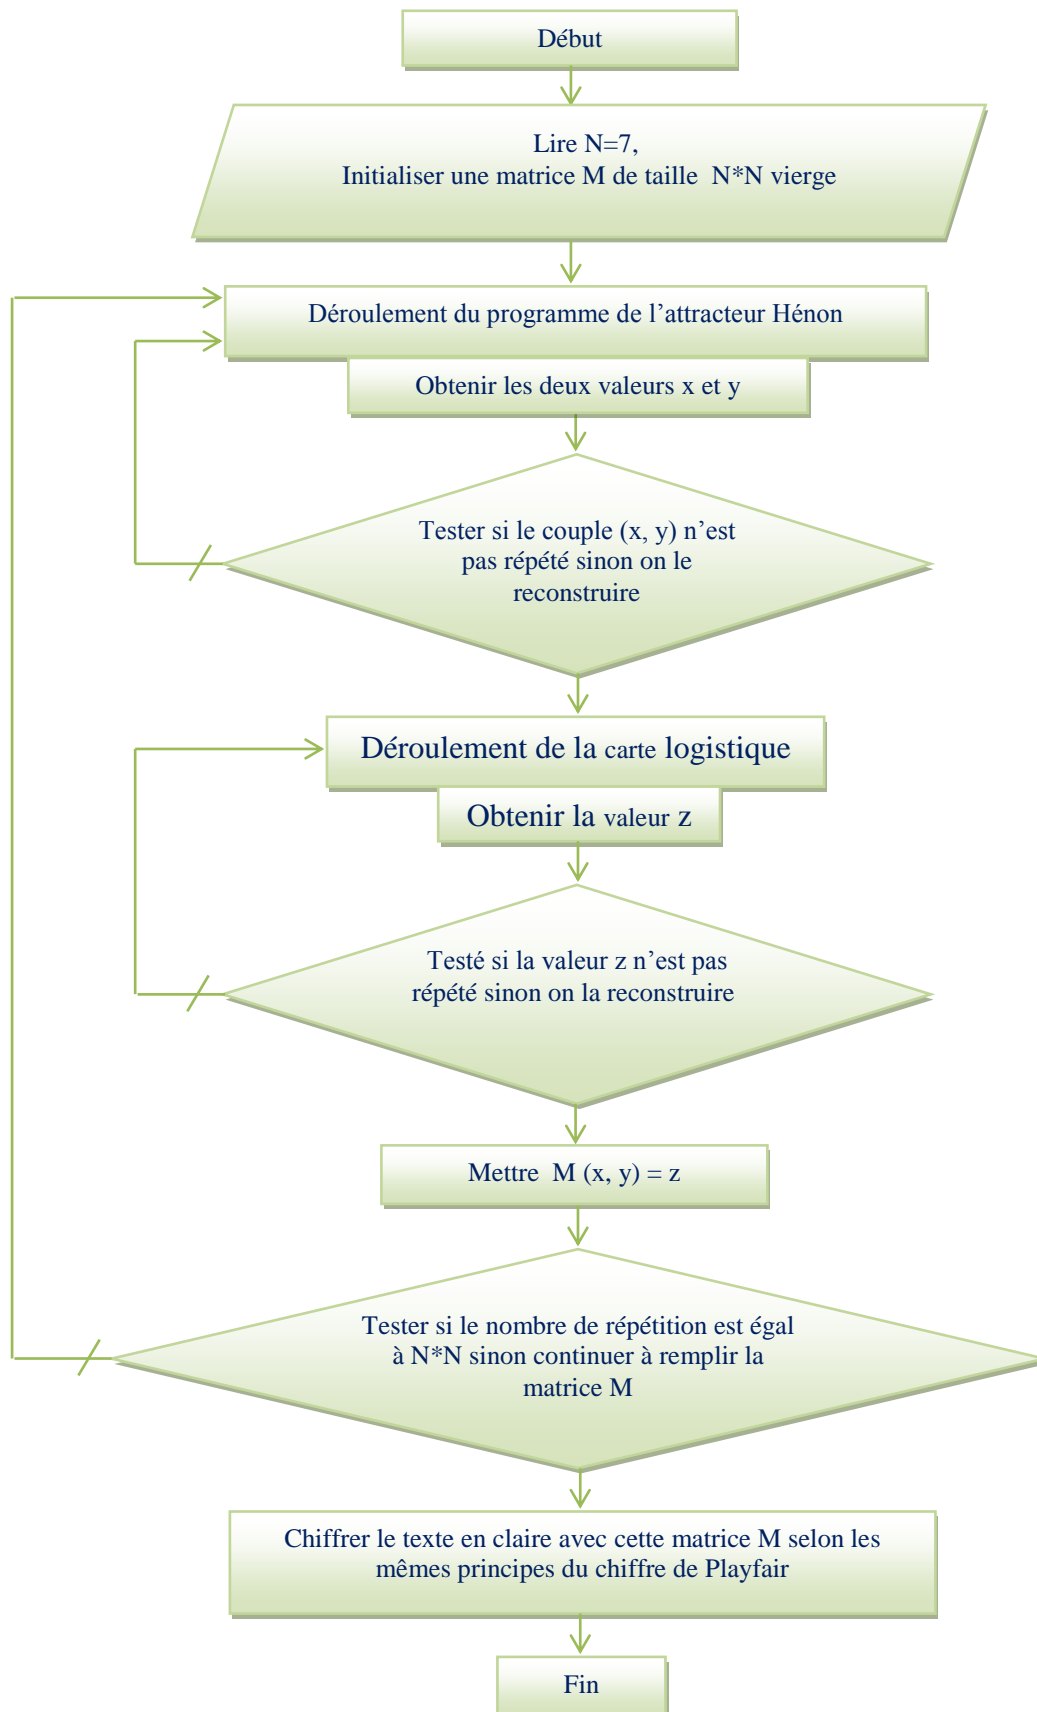 Début
Lire N=7,
Initialiser une matrice M de taille N*N vierge
Déroulement du programme de l’attracteur Hénon
Obtenir les deux valeurs x et y
Tester si le couple (x, y) n’est
pas répété sinon on le
reconstruire
Déroulement de la carte logistique
Obtenir la valeur z
Testé si la valeur z n’est pas
répété sinon on la reconstruire
Mettre M (x, y) = z
Tester si le nombre de répétition est égal
à N*N sinon continuer à remplir la
matrice M
Chiffrer le texte en claire avec cette matrice M selon les
mêmes principes du chiffre de Playfair
Fin